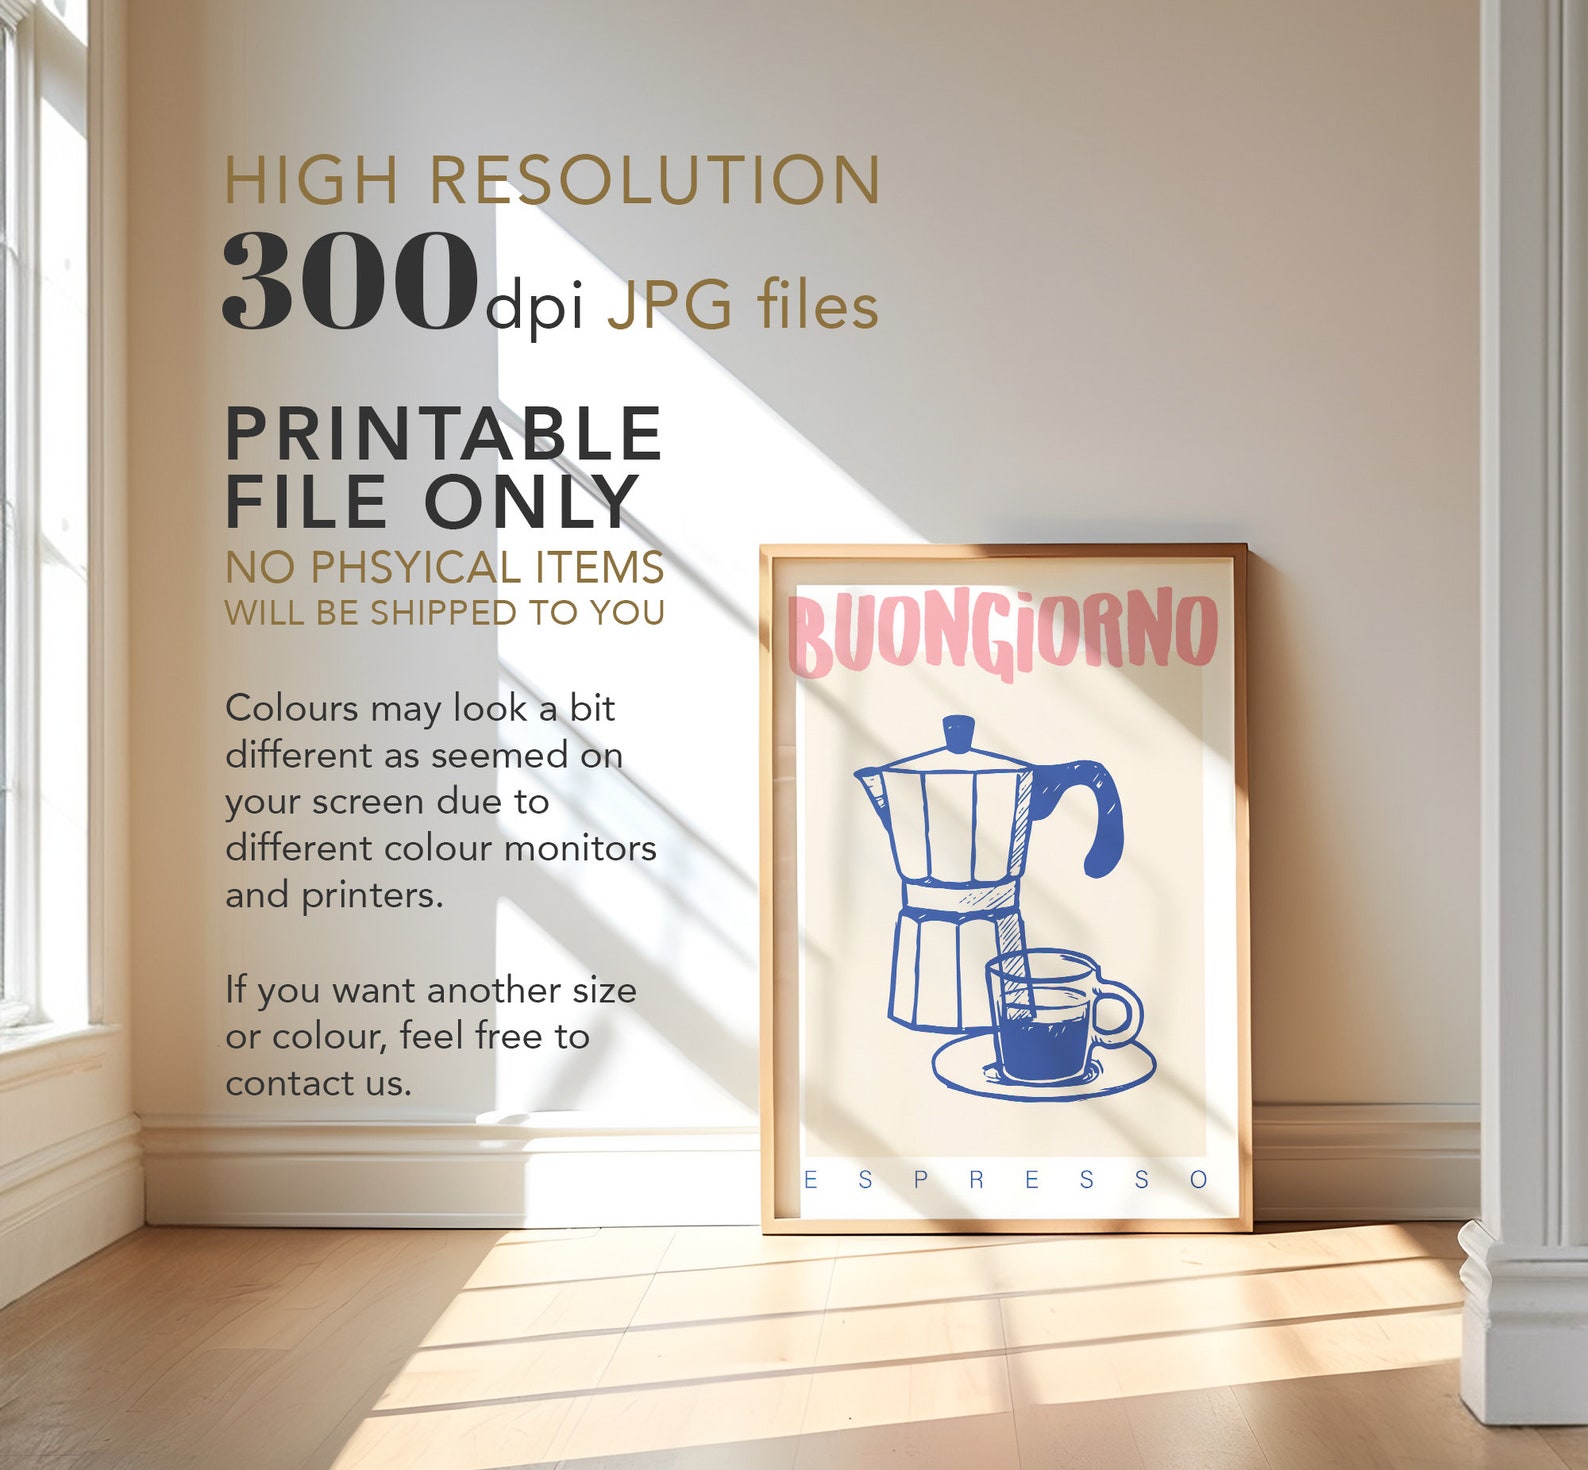 HIGH RESOLUTION
300dpi JPG files
PRINTABLE
FILE ONLY
NO PHSYICAL ITEMS
WILL BE SHIPPED TO YOU
Colours may look a bit
different as seemed on
your screen due to
different colour monitors
and printers.
If you want another size
or colour, feel free to
contact us.
BUONGiORNO
ESPRESSO